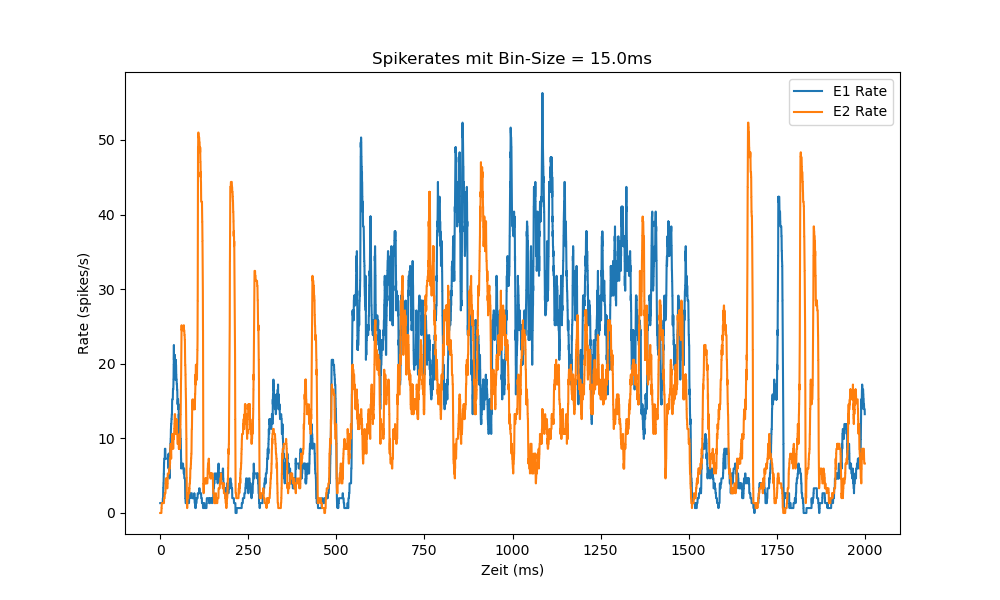 Spikerates mit Bin-Size = 15.0ms
E1 Rate
E2 Rate
Rate (spikes/s)
50
40
30
20
10
0
0 250 500 750 1000 1250 1500 1750 2000
Zeit (ms)